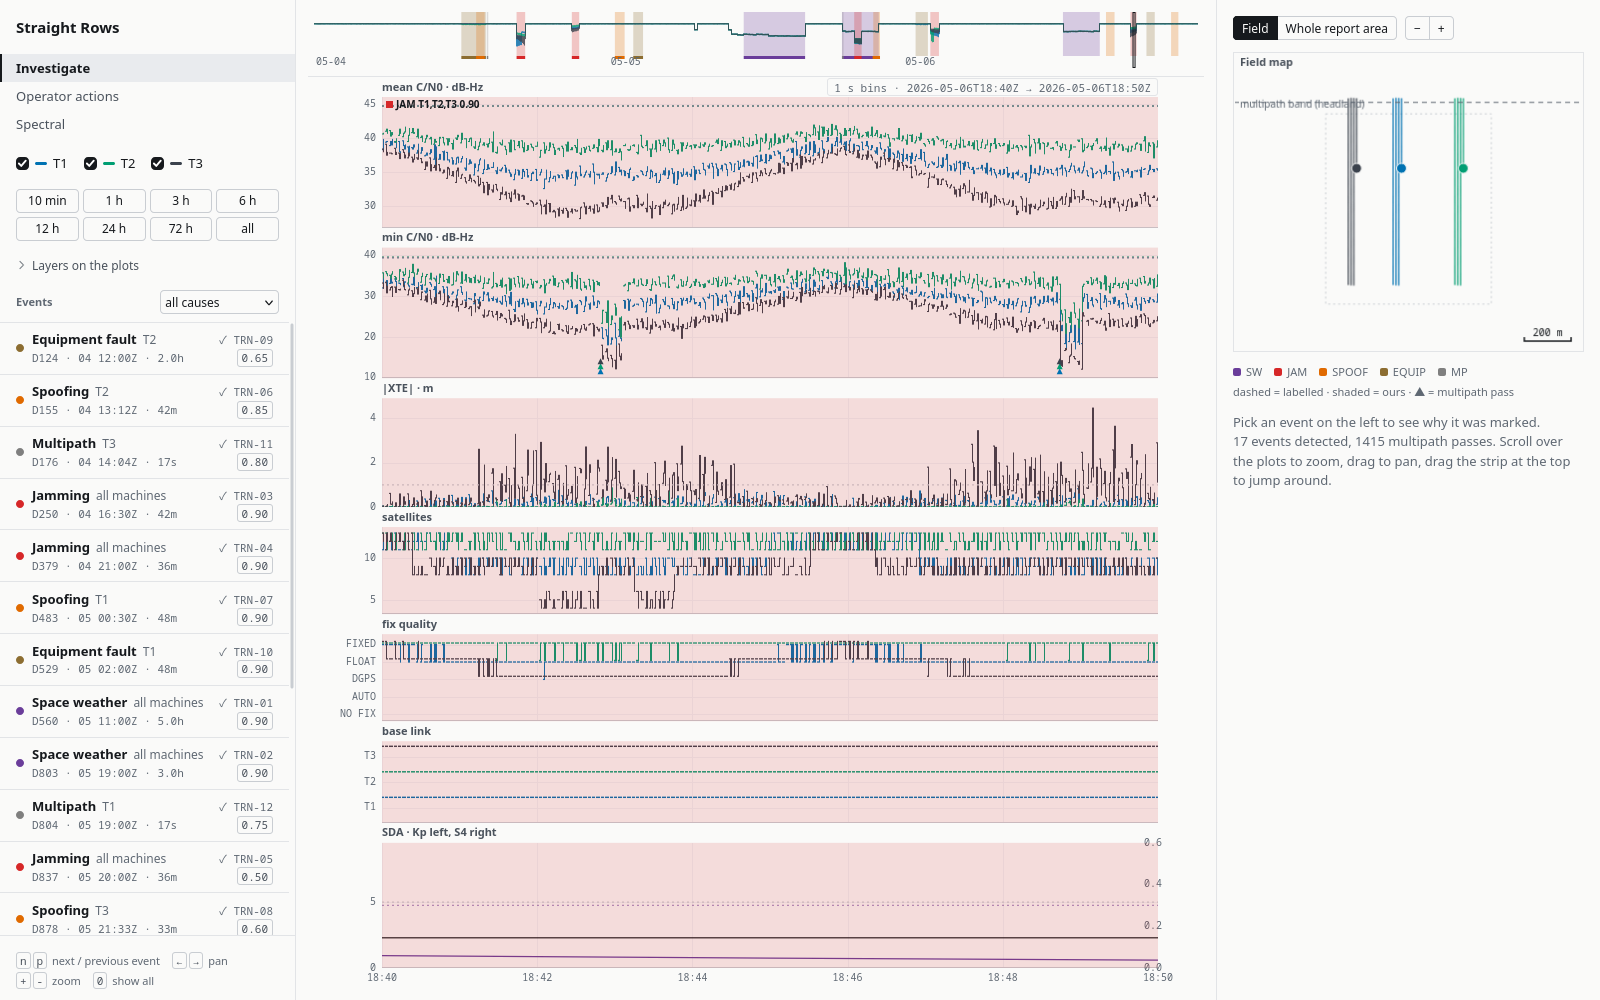 Straight Rows
Investigate
Operator actions
Spectral
T1 T2 T3
10 min 1 h 3 h 6 h
12 h 24 h 72 h all
Layers on the plots
Events all causes
Equipment fault T2 ✓ TRN-09
D124 · 04 12:00Z · 2.0h 0.65
Spoofing T2 ✓ TRN-06
D155 · 04 13:12Z · 42m 0.85
Multipath T3 ✓ TRN-11
D176 · 04 14:04Z · 17s 0.80
Jamming all machines ✓ TRN-03
D250 · 04 16:30Z · 42m 0.90
Jamming all machines ✓ TRN-04
D379 · 04 21:00Z · 36m 0.90
Spoofing T1 ✓ TRN-07
D483 · 05 00:30Z · 48m 0.90
Equipment fault T1 ✓ TRN-10
D529 · 05 02:00Z · 48m 0.90
Space weather all machines ✓ TRN-01
D560 · 05 11:00Z · 5.0h 0.90
Space weather all machines ✓ TRN-02
D803 · 05 19:00Z · 3.0h 0.90
Multipath T1 ✓ TRN-12
D804 · 05 19:00Z · 17s 0.75
Jamming all machines ✓ TRN-05
D837 · 05 20:00Z · 36m 0.50
Spoofing T3 ✓ TRN-08
D878 · 05 21:33Z · 33m 0.60
n p next / previous event ← → pan
+ - zoom 0 show all
05-04 05-05 05-06
mean C/N0 · dB-Hz 1 s bins · 2026-05-06T18:40Z → 2026-05-06T18:50Z
JAM T1,T2,T3 0.90
45
40
35
30
min C/N0 · dB-Hz
40
30
20
10
|XTE| · m
4
2
0
satellites
10
5
fix quality
FIXED
FLOAT
DGPS
AUTO
NO FIX
base link
T3
T2
T1
SDA · Kp left, S4 right
0.6
0.4
5
0.2
0 0.0
18:40 18:42 18:44 18:46 18:48 18:50
Field Whole report area − +
Field map
multipath band (headland)
200 m
SW JAM SPOOF EQUIP MP
dashed = labelled · shaded = ours · ▲ = multipath pass
Pick an event on the left to see why it was marked.
17 events detected, 1415 multipath passes. Scroll over
the plots to zoom, drag to pan, drag the strip at the top
to jump around.